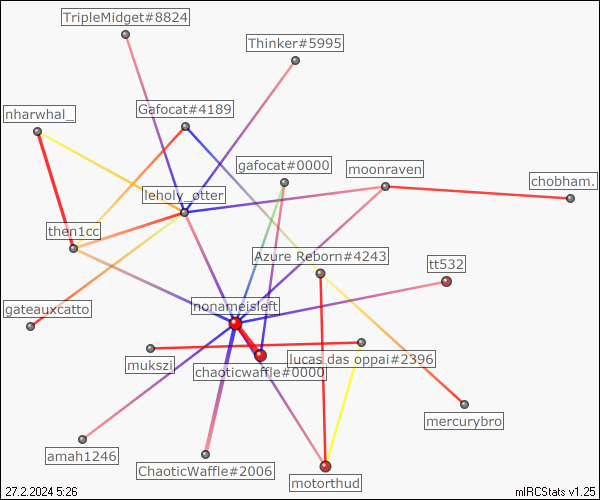 TripleMidget#8824
Thinker#5995
nharwhal_
Gafocat#4189
gafocat#0000
moonraven
chobham.
leholy_otter
then1cc
Azure Reborn#4243
tt532
gateauxcatto
nonameisleft
mukszi
lucas das oppai#2396
chaoticwaffle#0000
mercurybro
amah1246
ChaoticWaffle#2006
motorthud
27.2.2024 5:26
mIRCStats v1.25